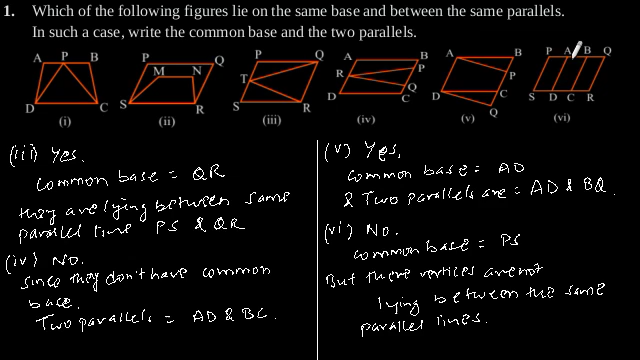 1. Which of the following figures lie on the same base and between the same parallels.
In such a case, write the common base and the two parallels.
A P B
D C
(i)
P Q
M N
S R
(ii)
P Q
T
S R
(iii)
A B
R P
Q
D C
(iv)
A B
P
D C
Q
(v)
P A B Q
S D C R
(vi)
(iii) Yes.
Common base = QR
they are lying between same
parallel line PS & QR
(iv) No.
Since they don't have common
base.
Two parallels = AD & BC.
(v) Yes,
Common base = AD
& Two parallels are = AD & BQ.
(vi) No.
Common base = PS
But there vertices are not
lying between the same
parallel lines.